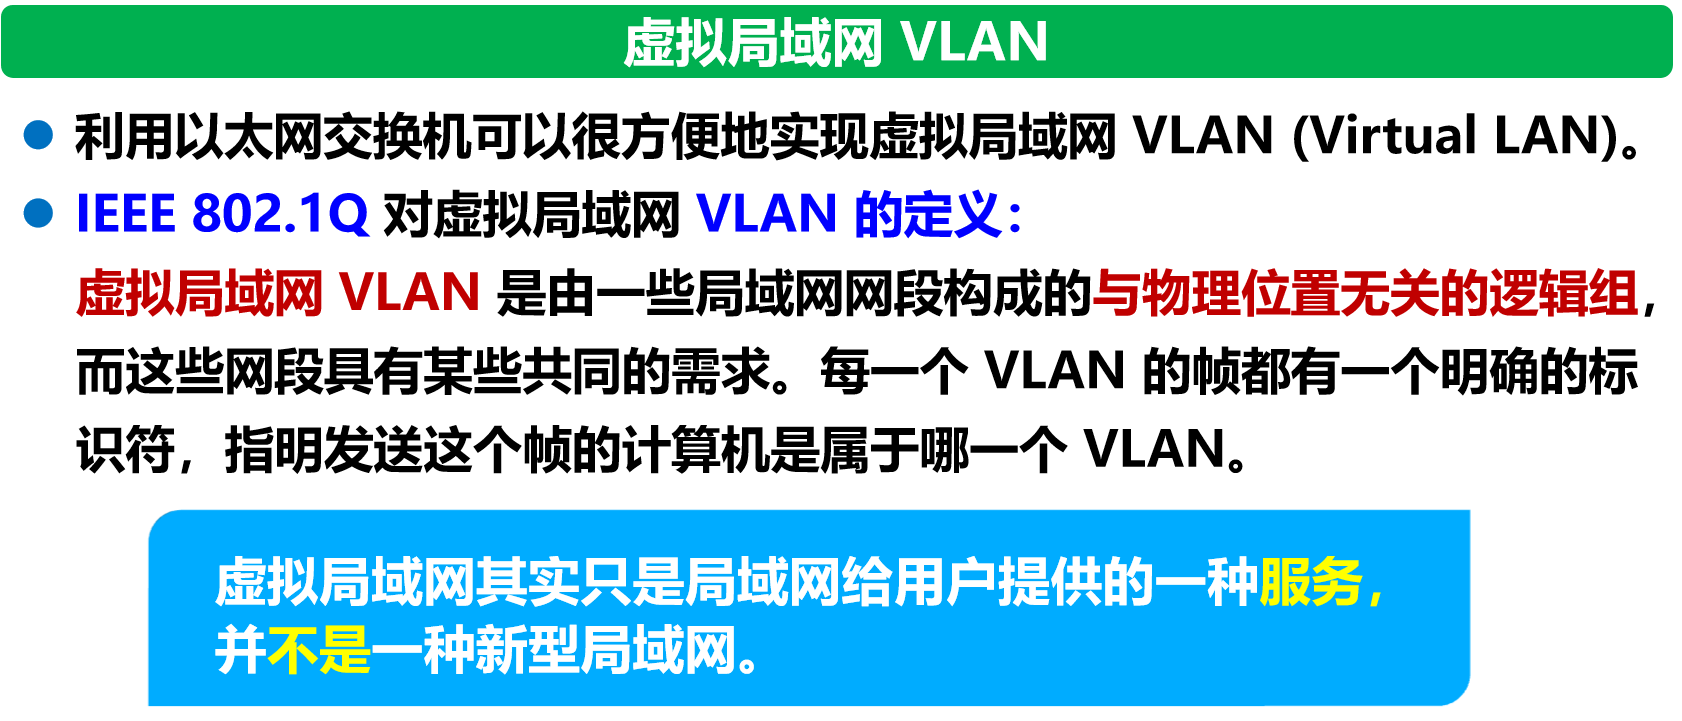 虚拟局域网 VLAN
利用以太网交换机可以很方便地实现虚拟局域网 VLAN (Virtual LAN)。
IEEE 802.1Q 对虚拟局域网 VLAN 的定义：
虚拟局域网 VLAN 是由一些局域网网段构成的与物理位置无关的逻辑组，
而这些网段具有某些共同的需求。每一个 VLAN 的帧都有一个明确的标
识符，指明发送这个帧的计算机是属于哪一个 VLAN。
虚拟局域网其实只是局域网给用户提供的一种服务，
并不是一种新型局域网。